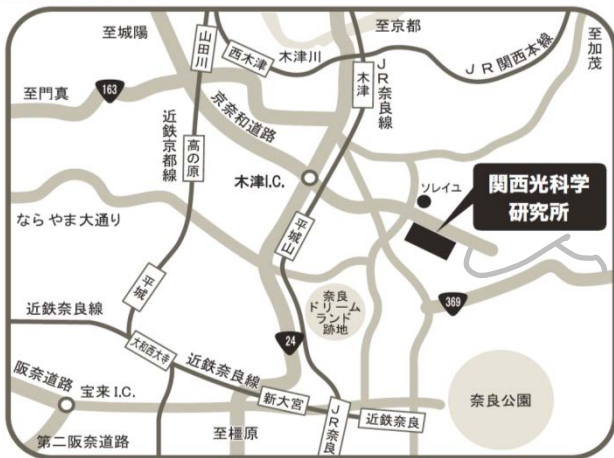 至城陽
至京都
至加茂
山田川
西木津
木津川
木津
JR奈良線
JR関西本線
163
至門真
近鉄京都線
京奈和道路
高の原
木津I.C.
ソレイユ
関西光科学
研究所
ならやま大通り
平城山
平城
奈良
ドリーム
ランド
跡地
369
近鉄奈良線
24
大和西大寺
近鉄奈良線
阪奈道路
宝来I.C.
新大宮
JR奈良
近鉄奈良
奈良公園
第二阪奈道路
至橿原